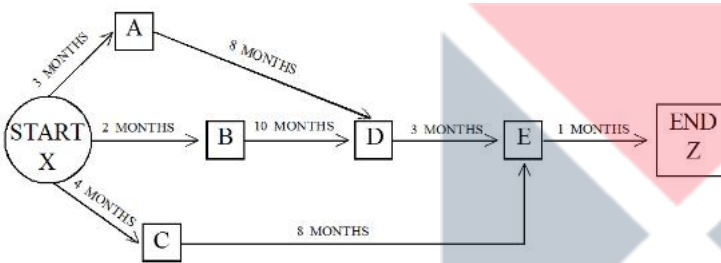 A
3 MONTHS
8 MONTHS
START
X
2 MONTHS
B
10 MONTHS
D
3 MONTHS
E
1 MONTHS
END
Z
4 MONTHS
C
8 MONTHS